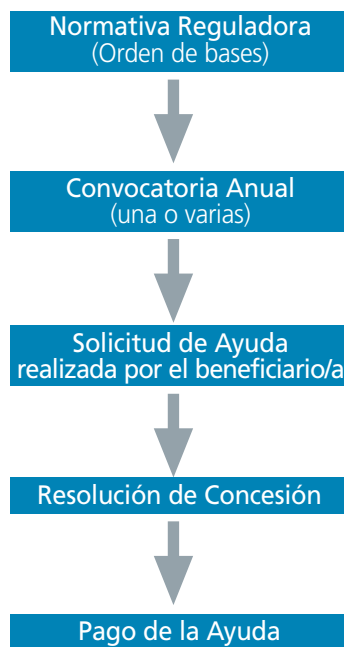 Normativa Reguladora
(Orden de bases)
Convocatoria Anual
(una o varias)
Solicitud de Ayuda
realizada por el beneficiario/a
Resolución de Concesión
Pago de la Ayuda